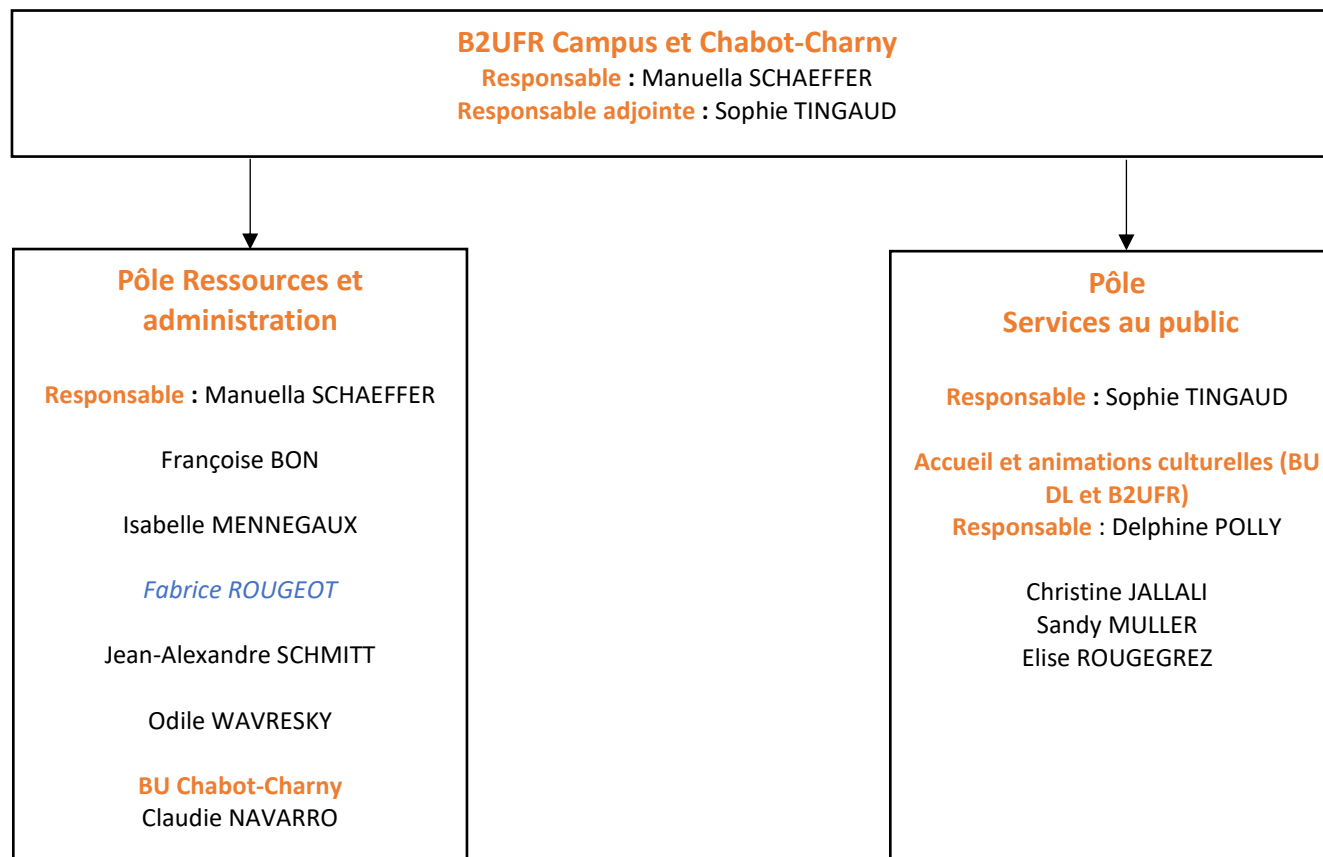 B2UFR Campus et Chabot-Charny
Responsable : Manuella SCHAEFFER
Responsable adjointe : Sophie TINGAUD
Pôle Ressources et
administration
Responsable : Manuella SCHAEFFER
Françoise BON
Isabelle MENNEGAUX
Fabrice ROUGEOT
Jean-Alexandre SCHMITT
Odile WAVRESKY
BU Chabot-Charny
Claudie NAVARRO
Pôle
Services au public
Responsable : Sophie TINGAUD
Accueil et animations culturelles (BU
DL et B2UFR)
Responsable : Delphine POLLY
Christine JALLALI
Sandy MULLER
Elise ROUGEGREZ